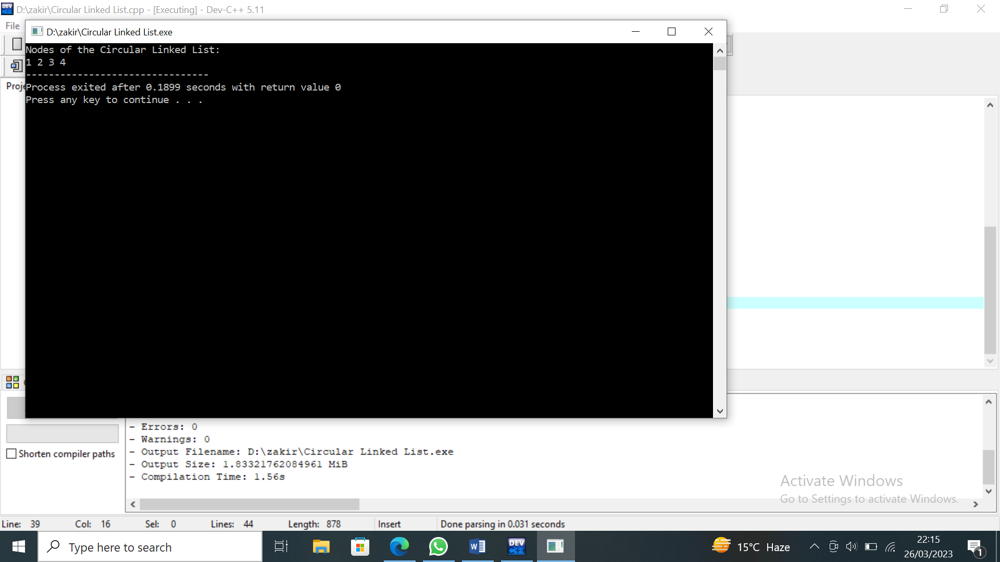 D:\zakir\Circular Linked List.cpp - [Executing] - Dev-C++ 5.11
File
D:\zakir\Circular Linked List.exe
Nodes of the Circular Linked List:
1 2 3 4
--------------------------------
Process exited after 0.1899 seconds with return value 0
Press any key to continue . . .
Proje
- Errors: 0
- Warnings: 0
- Output Filename: D:\zakir\Circular Linked List.exe
- Output Size: 1.83321762084961 MiB
- Compilation Time: 1.56s
Shorten compiler paths
Activate Windows
Go to Settings to activate Windows.
Line: 39 Col: 16 Sel: 0 Lines: 44 Length: 878 Insert Done parsing in 0.031 seconds
Type here to search
W
DEV
C++
15°C Haze
22:15
26/03/2023
1